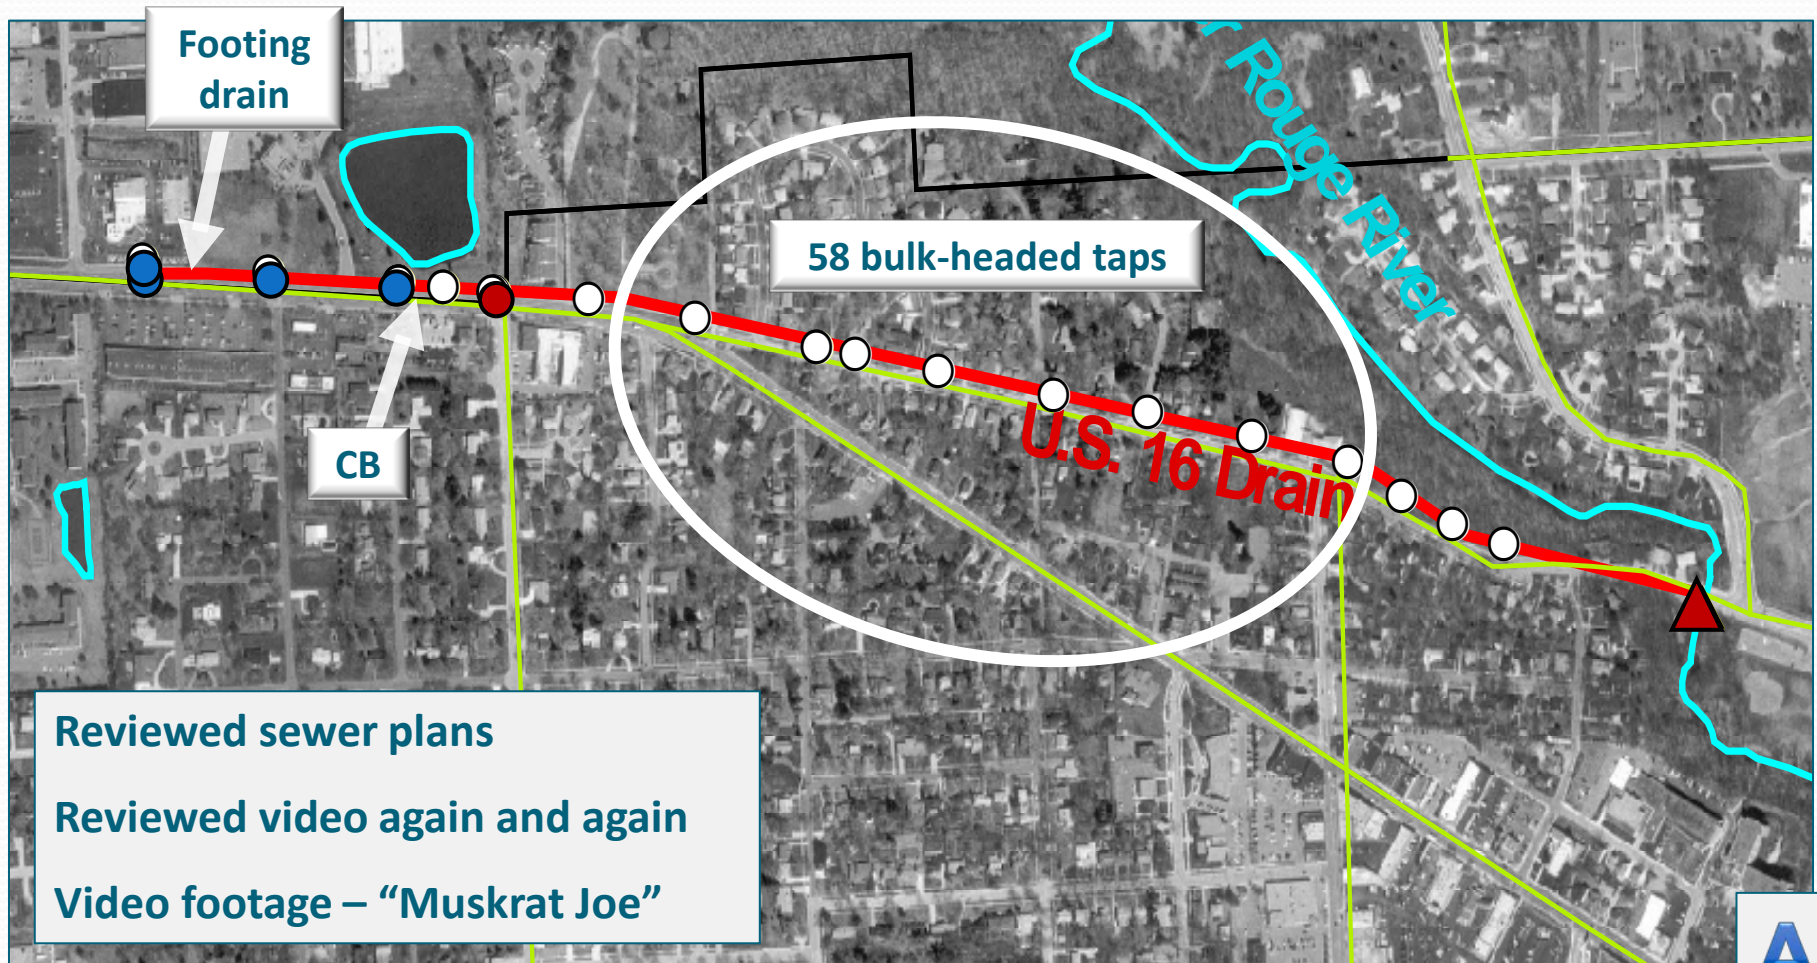 Footing
drain
58 bulk-headed taps
Rouge River
CB
U.S. 16 Drain
Reviewed sewer plans
Reviewed video again and again
Video footage – “Muskrat Joe”
A